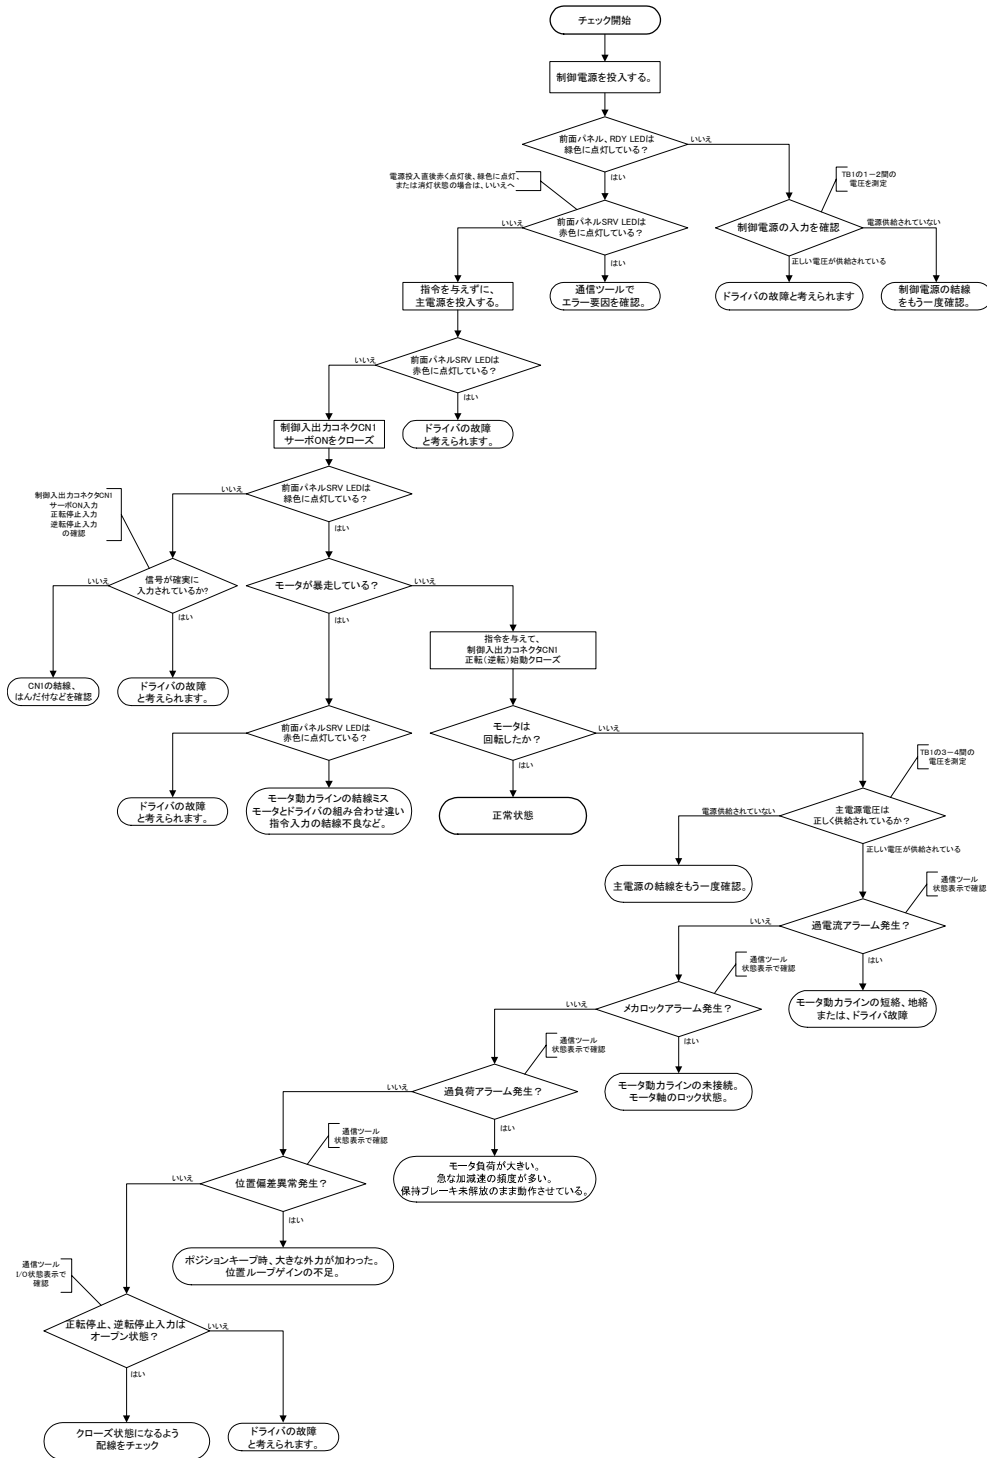 チェック開始
制御電源を投入する。
前面パネル、RDY LEDは
緑色に点灯している？
いいえ
はい
電源投入直後赤く点灯後、緑色に点灯、
または消灯状態の場合は、いいえへ
TB1の1－2間の
電圧を測定
前面パネルSRV LEDは
赤色に点灯している？
いいえ
はい
制御電源の入力を確認
電源供給されていない
正しい電圧が供給されている
指令を与えずに、
主電源を投入する。
通信ツールで
エラー要因を確認。
ドライバの故障と考えられます
制御電源の結線
をもう一度確認。
前面パネルSRV LEDは
赤色に点灯している？
いいえ
はい
制御入出力コネクCN1
サーボONをクローズ
ドライバの故障
と考えられます。
前面パネルSRV LEDは
緑色に点灯している？
いいえ
はい
制御入出力コネクタCN1
サーボON入力
正転停止入力
逆転停止入力
の確認
信号が確実に
入力されているか?
いいえ
はい
モータが暴走している？
いいえ
はい
指令を与えて、
制御入出力コネクタCN1
正転(逆転)始動クローズ
CN1の結線、
はんだ付などを確認
ドライバの故障
と考えられます。
前面パネルSRV LEDは
赤色に点灯している？
モータは
回転したか？
いいえ
はい
TB1の3－4間の
電圧を測定
ドライバの故障
と考えられます。
モータ動力ラインの結線ミス
モータとドライバの組み合わせ違い
指令入力の結線不良など。
正常状態
主電源電圧は
正しく供給されているか？
電源供給されていない
正しい電圧が供給されている
主電源の結線をもう一度確認。
通信ツール
状態表示で確認
過電流アラーム発生？
いいえ
はい
モータ動力ラインの短絡、地絡
または、ドライバ故障
通信ツール
状態表示で確認
メカロックアラーム発生？
いいえ
はい
モータ動力ラインの未接続。
モータ軸のロック状態。
通信ツール
状態表示で確認
過負荷アラーム発生？
いいえ
はい
モータ負荷が大きい。
急な加減速の頻度が多い。
保持ブレーキ未解放のまま動作させている。
通信ツール
状態表示で確認
位置偏差異常発生？
いいえ
はい
ポジションキープ時、大きな外力が加わった。
位置ループゲインの不足。
通信ツール
I/O状態表示で
確認
正転停止、逆転停止入力は
オープン状態？
いいえ
はい
クローズ状態になるよう
配線をチェック
ドライバの故障
と考えられます。